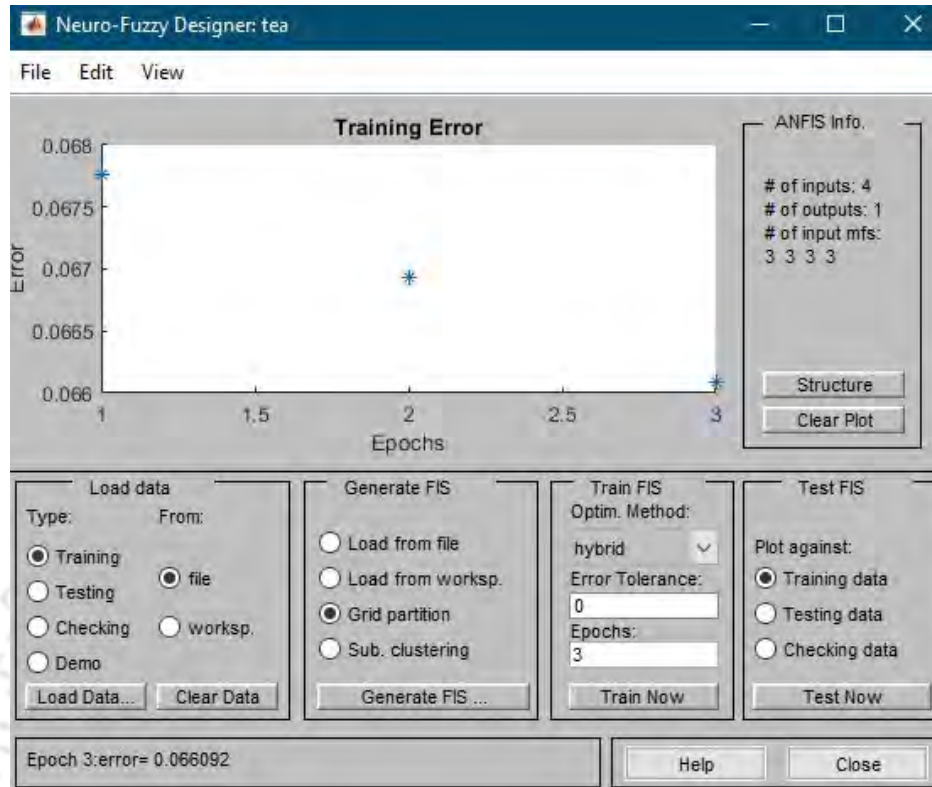 Neuro-Fuzzy Designer: tea
File Edit View
Training Error
0.068
0.0675
0.067
0.0665
0.066
Error
1 1.5 2 2.5 3
Epochs
ANFIS Info.
# of inputs: 4
# of outputs: 1
# of input mfs:
3 3 3 3
Structure
Clear Plot
Load data
Type: From:
Training
Testing
Checking
Demo
file
worksp.
Load Data... Clear Data
Generate FIS
Load from file
Load from worksp.
Grid partition
Sub. clustering
Generate FIS ...
Train FIS
Optim. Method:
hybrid
Error Tolerance:
0
Epochs:
3
Train Now
Test FIS
Plot against:
Training data
Testing data
Checking data
Test Now
Epoch 3:error= 0.066092
Help Close